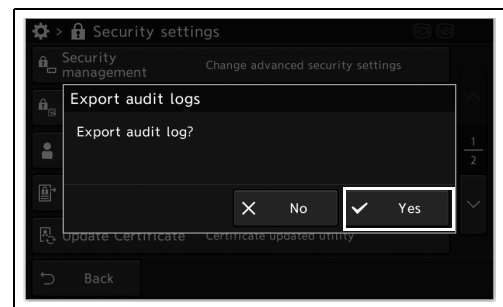 > Security settings
Security
management
Change advanced security settings
Export audit logs
Export audit log?
1
2
No
Yes
Update Certificate
Certificate updated utility
Back